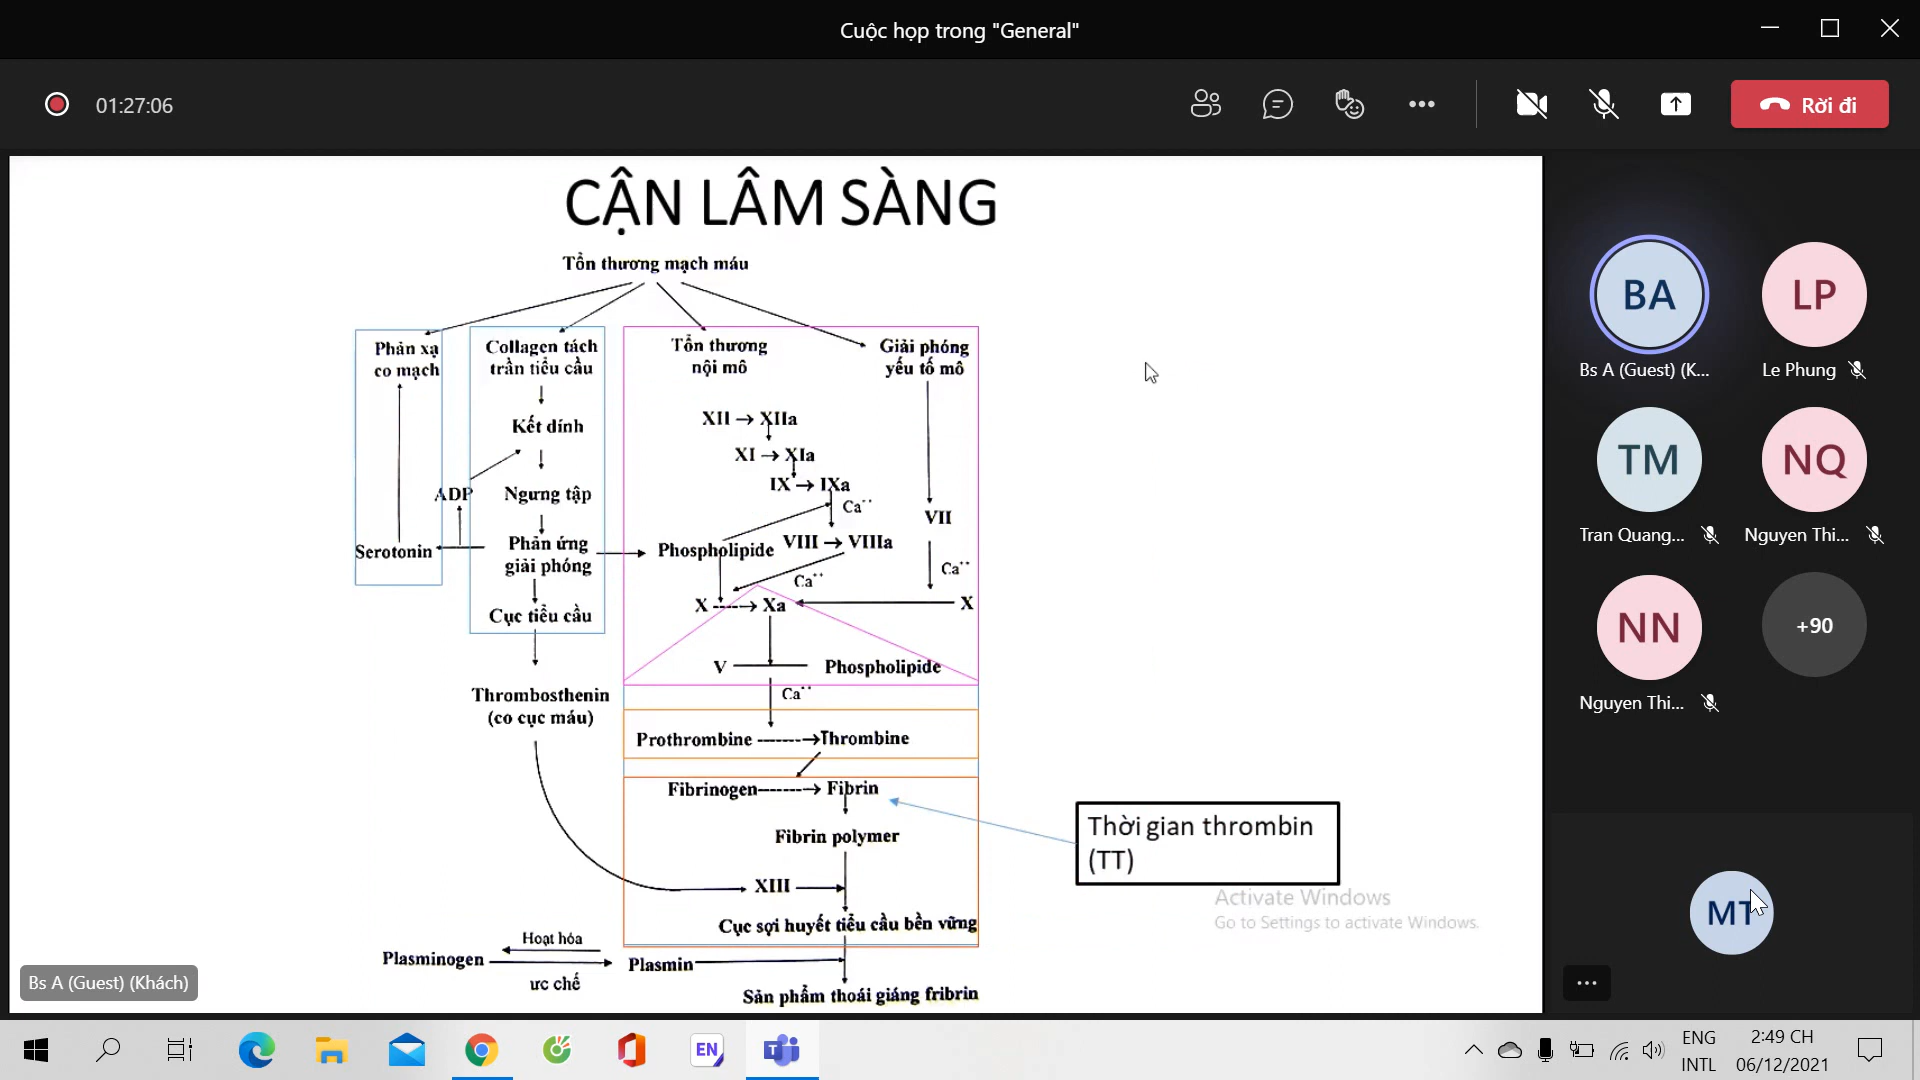 Cuộc họp trong "General"
01:27:06
Rời đi
CẬN LÂM SÀNG
Tổn thương mạch máu
Phản xạ
co mạch
Collagen tách
trần tiểu cầu
Tổn thương
nội mô
Giải phóng
yếu tố mô
XII → XIIa
Kết dính
XI → XIa
IX → IXa
ADP
Ngưng tập
Ca++
VII
Serotonin
Phản ứng
giải phóng
Phospholipide
VIII → VIIIa
Ca++
Ca++
X ----→ Xa
X
Cục tiểu cầu
V
Phospholipide
Ca++
Thrombosthenin
(co cục máu)
Prothrombine -------→Thrombine
Fibrinogen-------→ Fibrin
Fibrin polymer
Thời gian thrombin
(TT)
XIII
Cục sợi huyết tiểu cầu bền vững
Hoạt hóa
Plasminogen
Plasmin
ưc chế
Sản phẩm thoái giáng fribrin
Activate Windows
Go to Settings to activate Windows.
Bs A (Guest) (Khách)
BA
LP
Bs A (Guest) (K...
Le Phung
TM
NQ
Tran Quang...
Nguyen Thi...
NN
+90
Nguyen Thi...
MT
EN
ENG
INTL
2:49 CH
06/12/2021